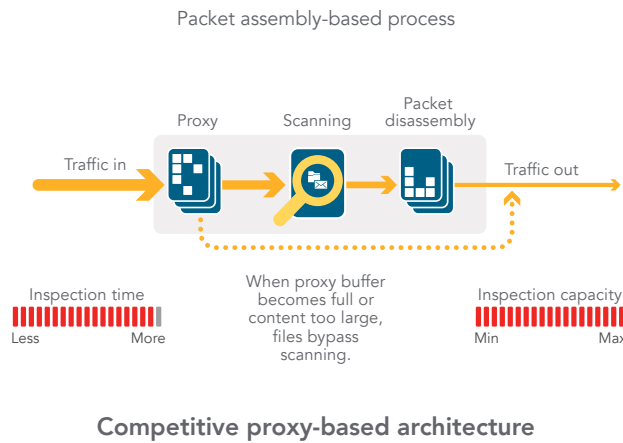 Packet assembly-based process
Proxy
Scanning
Packet
disassembly
Traffic in
Traffic out
When proxy buffer
becomes full or
content too large,
files bypass
scanning.
Inspection time
Less
More
Inspection capacity
Min
Max
Competitive proxy-based architecture